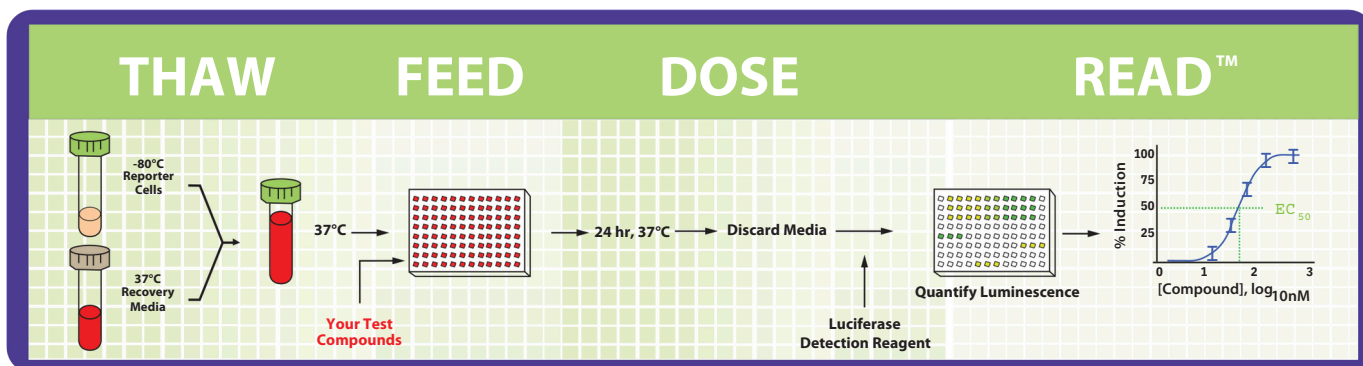 THAW
FEED
DOSE
READ™
-80°C
Reporter
Cells
37°C
Recovery
Media
37°C
Your Test
Compounds
24 hr, 37°C
Discard Media
Luciferase
Detection Reagent
Quantify Luminescence
% Induction
100
75
50
25
EC50
0 1 2 3
[Compound], log10nM